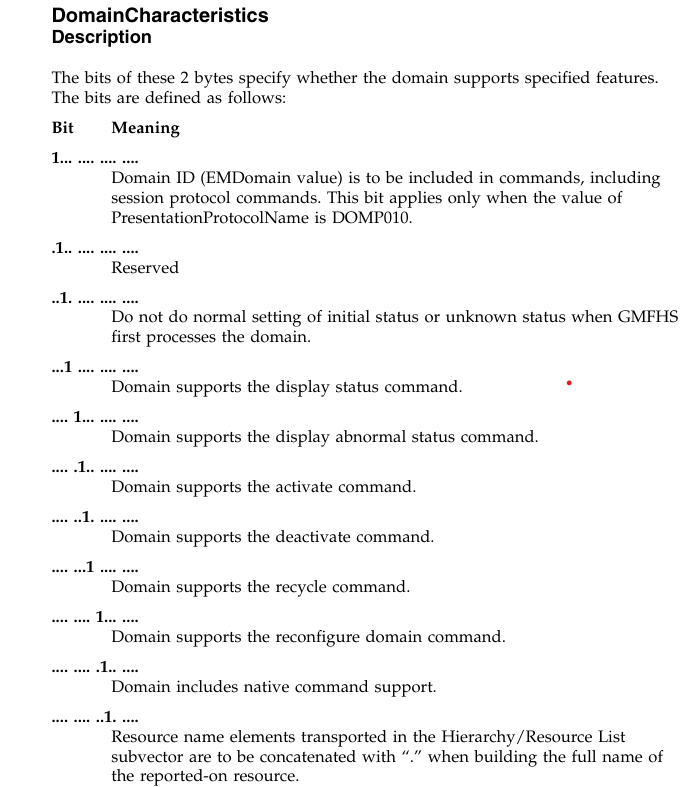 DomainCharacteristics
Description
The bits of these 2 bytes specify whether the domain supports specified features.
The bits are defined as follows:
Bit Meaning
1... .... .... ....
Domain ID (EMDomain value) is to be included in commands, including
session protocol commands. This bit applies only when the value of
PresentationProtocolName is DOMP010.
.1.. .... .... ....
Reserved
..1. .... .... ....
Do not do normal setting of initial status or unknown status when GMFHS
first processes the domain.
...1 .... .... ....
Domain supports the display status command.
.... 1... .... ....
Domain supports the display abnormal status command.
.... .1.. .... ....
Domain supports the activate command.
.... ..1. .... ....
Domain supports the deactivate command.
.... ...1 .... ....
Domain supports the recycle command.
.... .... 1... ....
Domain supports the reconfigure domain command.
.... .... .1.. ....
Domain includes native command support.
.... .... ..1. ....
Resource name elements transported in the Hierarchy/Resource List
subvector are to be concatenated with “.” when building the full name of
the reported-on resource.